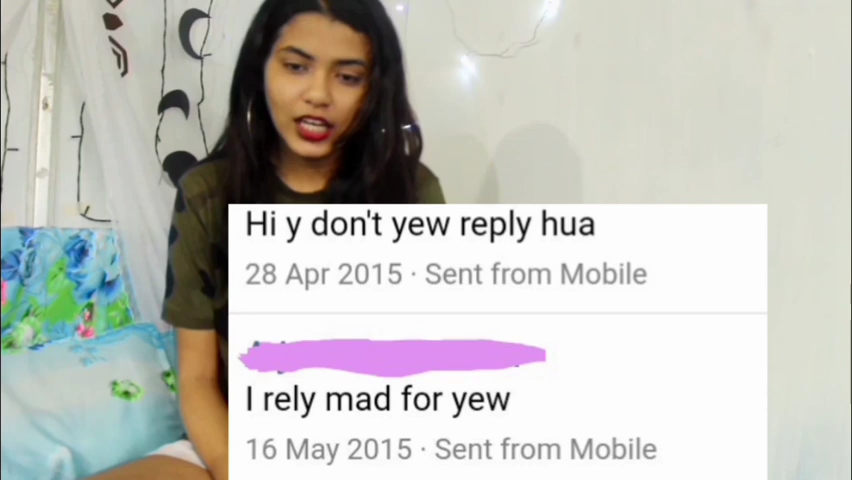 Hi y don't yew reply hua
28 Apr 2015 · Sent from Mobile
I rely mad for yew
16 May 2015 · Sent from Mobile